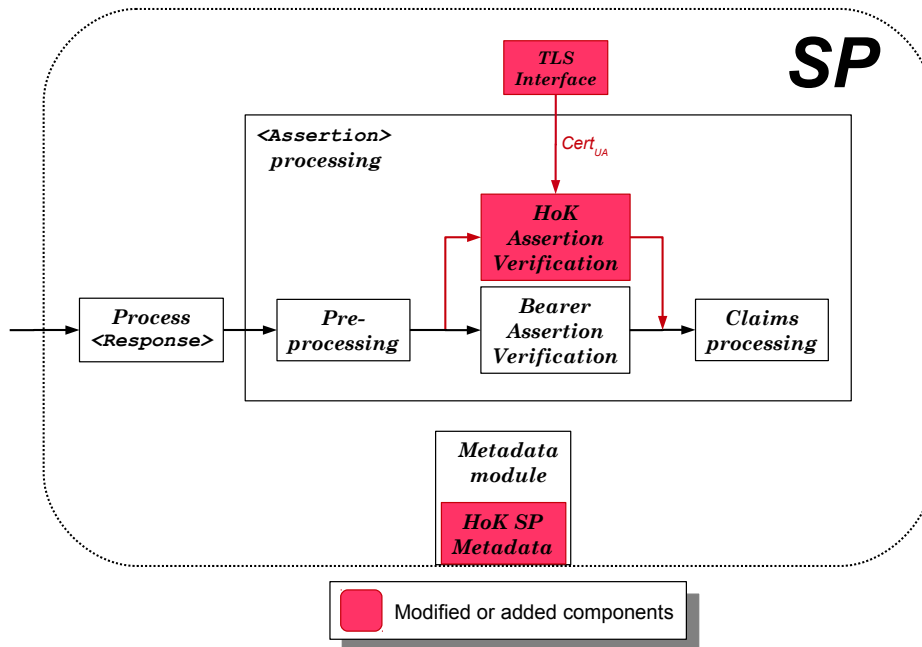 SP
TLS
Interface
<Assertion>
processing
Cert_UA
HoK
Assertion
Verification
Process
<Response>
Pre-
processing
Bearer
Assertion
Verification
Claims
processing
Metadata
module
HoK SP
Metadata
Modified or added components